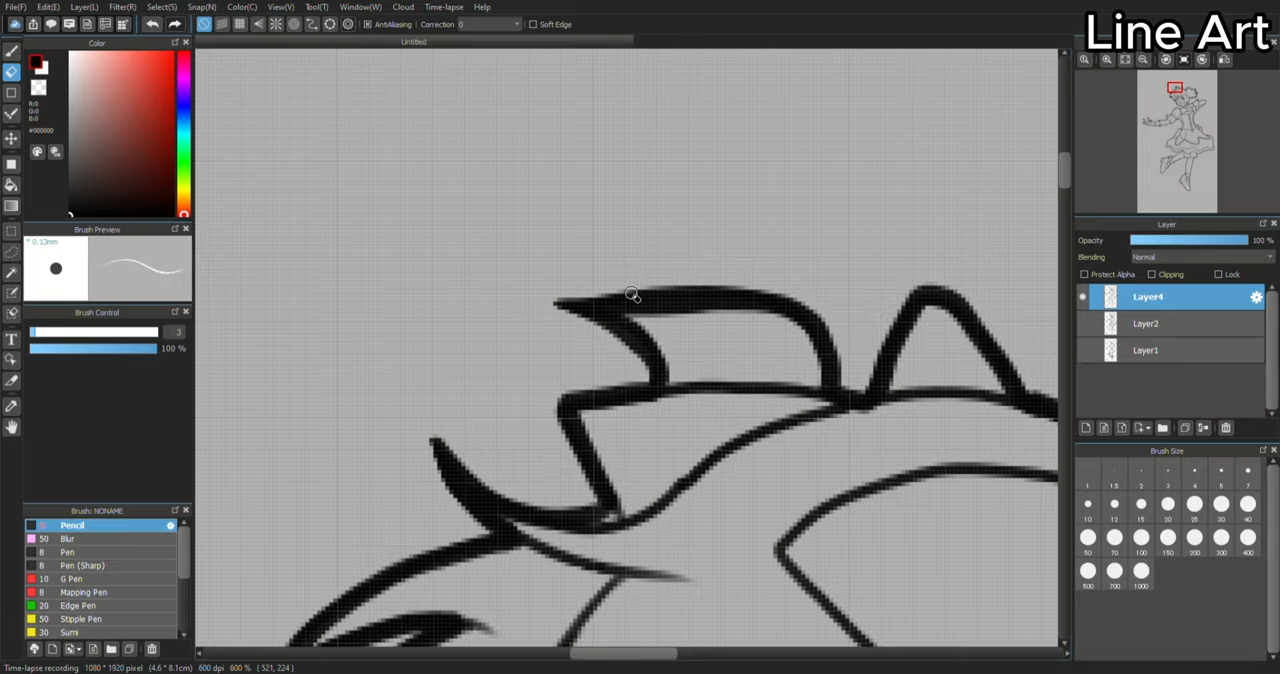 File(F) Edit(E) Layer(L) Filter(R) Select(S) Snap(N) Color(C) View(V) Tool(T) Window(W) Cloud Time-lapse Help
Line Art
AntiAliasing Correction 0 Soft Edge
Untitled
Color
R:0
G:0
B:0
#000000
Brush Preview
* 0.13mm
Brush Control
3
100 %
Brush: NONAME
Pencil
50 Blur
8 Pen
8 Pen (Sharp)
10 G Pen
8 Mapping Pen
20 Edge Pen
50 Stipple Pen
30 Sumi
Layer
Opacity 100 %
Blending Normal
Protect Alpha Clipping Lock
Layer4
Layer2
Layer1
Brush Size
1 1.5 2 3 4 5 7
10 12 15 20 25 30 40
50 70 100 150 200 300 400
500 700 1000
Time-lapse recording 1080 * 1920 pixel (4.6 * 8.1cm) 600 dpi 600 % ( 521, 224 )